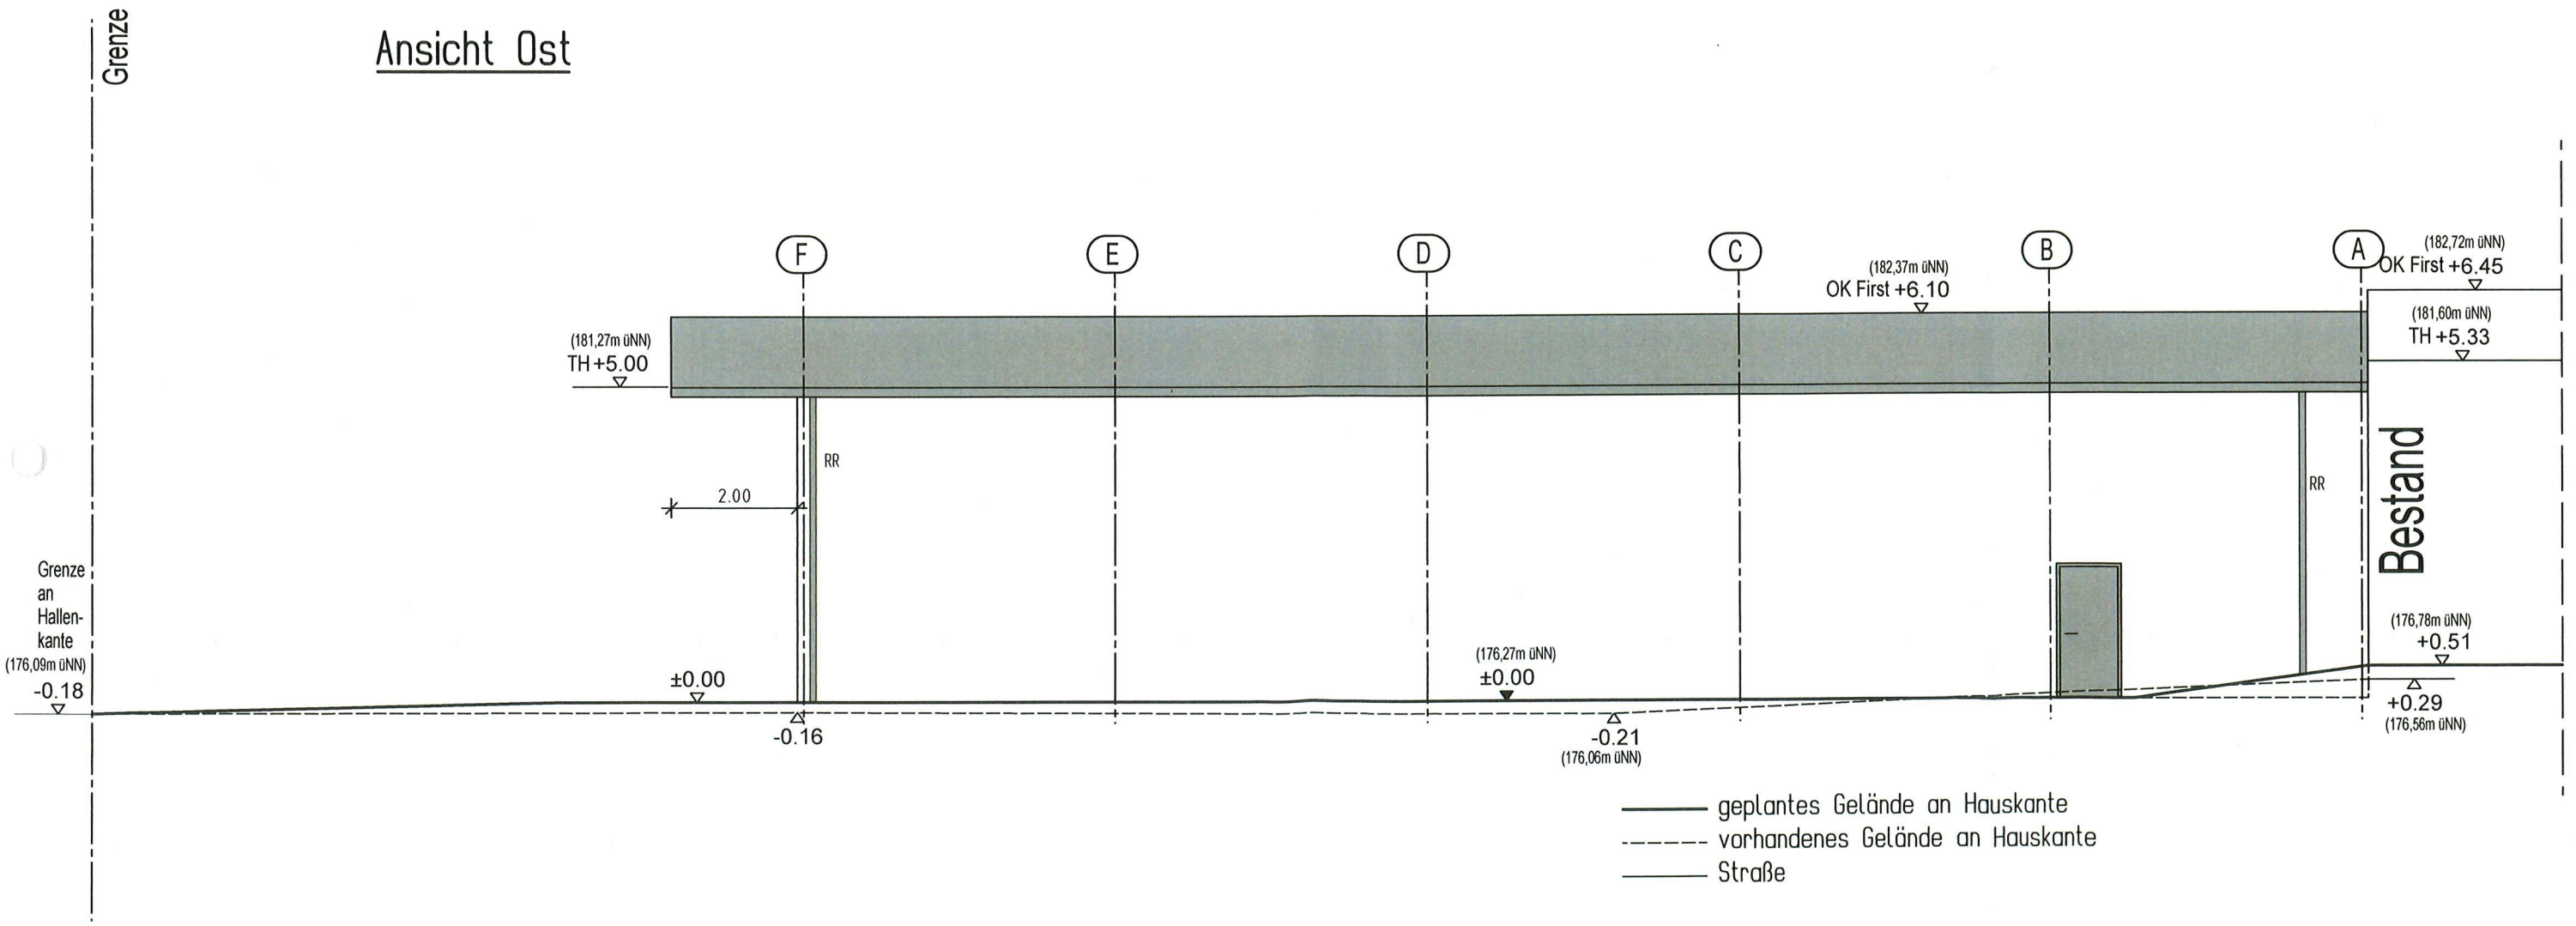 Grenze
Ansicht Ost
F
E
D
C
B
A
(182,37m üNN)
OK First +6.10
(182,72m üNN)
OK First +6.45
(181,60m üNN)
TH +5.33
(181,27m üNN)
TH +5.00
RR
RR
2.00
Bestand
Grenze
an
Hallen-
kante
(176,09m üNN)
-0.18
±0.00
(176,27m üNN)
±0.00
(176,78m üNN)
+0.51
-0.16
-0.21
(176,06m üNN)
+0.29
(176,56m üNN)
geplantes Gelände an Hauskante
vorhandenes Gelände an Hauskante
Straße